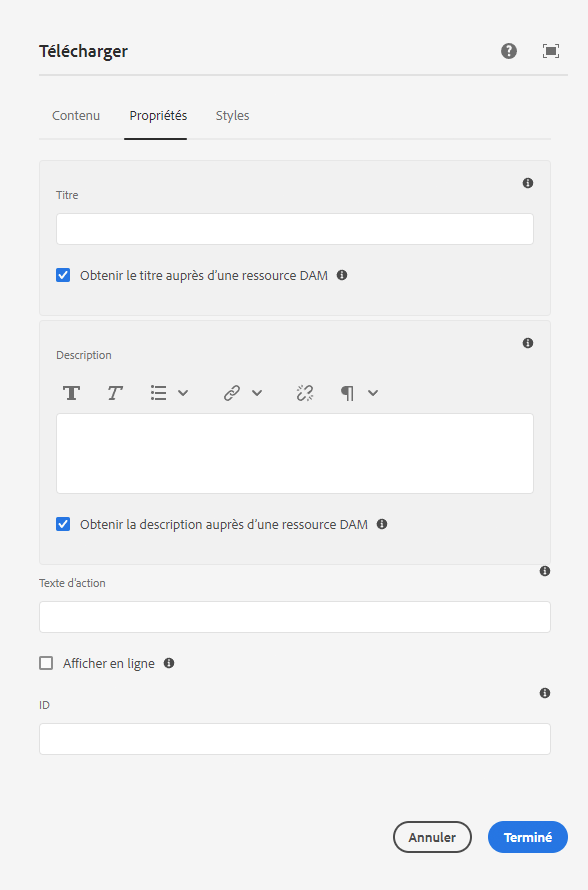 Télécharger
Contenu Propriétés Styles
Titre
Obtenir le titre auprès d’une ressource DAM
Description
Obtenir la description auprès d’une ressource DAM
Texte d’action
Afficher en ligne
ID
Annuler Terminé